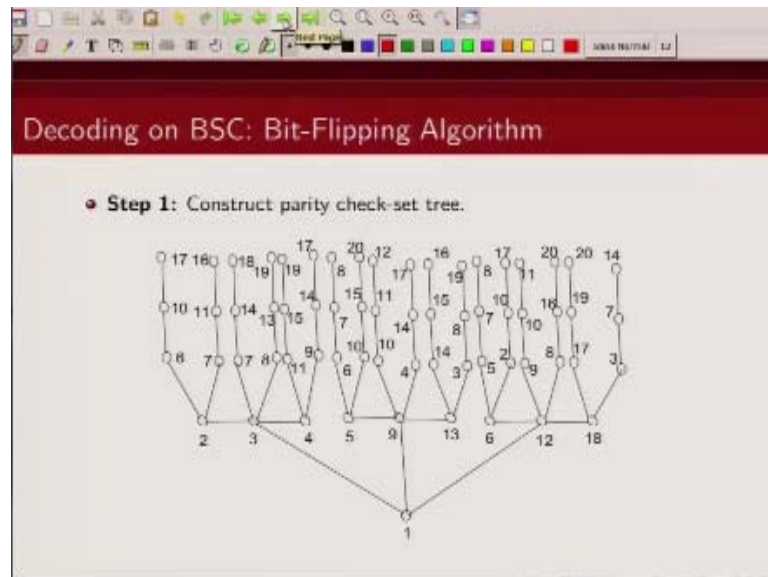 Next Page
Sans Normal 12
Decoding on BSC: Bit-Flipping Algorithm
Step 1: Construct parity check-set tree.
17 16 18 19 19 17 8 20 12 17 16 19 8 17 11 20 20 14
10 11 14 13 15 14 7 15 11 14 15 8 7 10 10 16 19 7
6 7 7 8 11 9 6 10 10 4 14 3 5 2 9 8 17 3
2 3 4 5 9 13 6 12 18
1